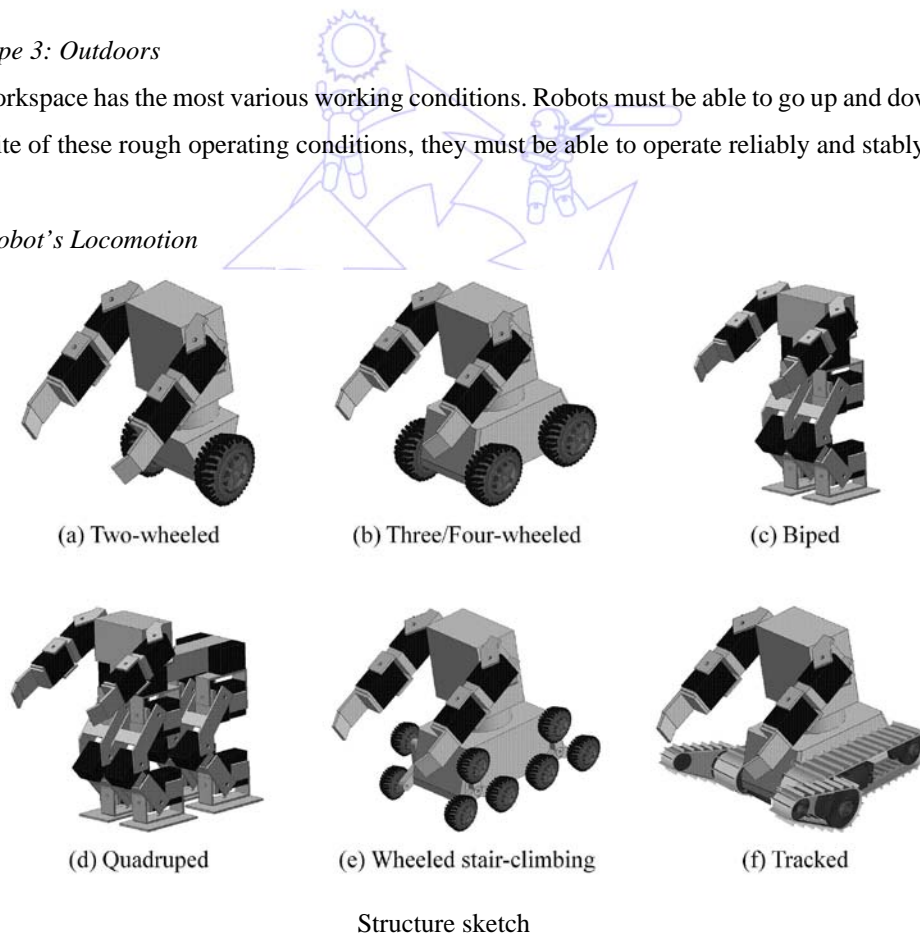 pe 3: Outdoors
orkspace has the most various working conditions. Robots must be able to go up and dow
ite of these rough operating conditions, they must be able to operate reliably and stably
obot's Locomotion
(a) Two-wheeled
(b) Three/Four-wheeled
(c) Biped
(d) Quadruped
(e) Wheeled stair-climbing
(f) Tracked
Structure sketch